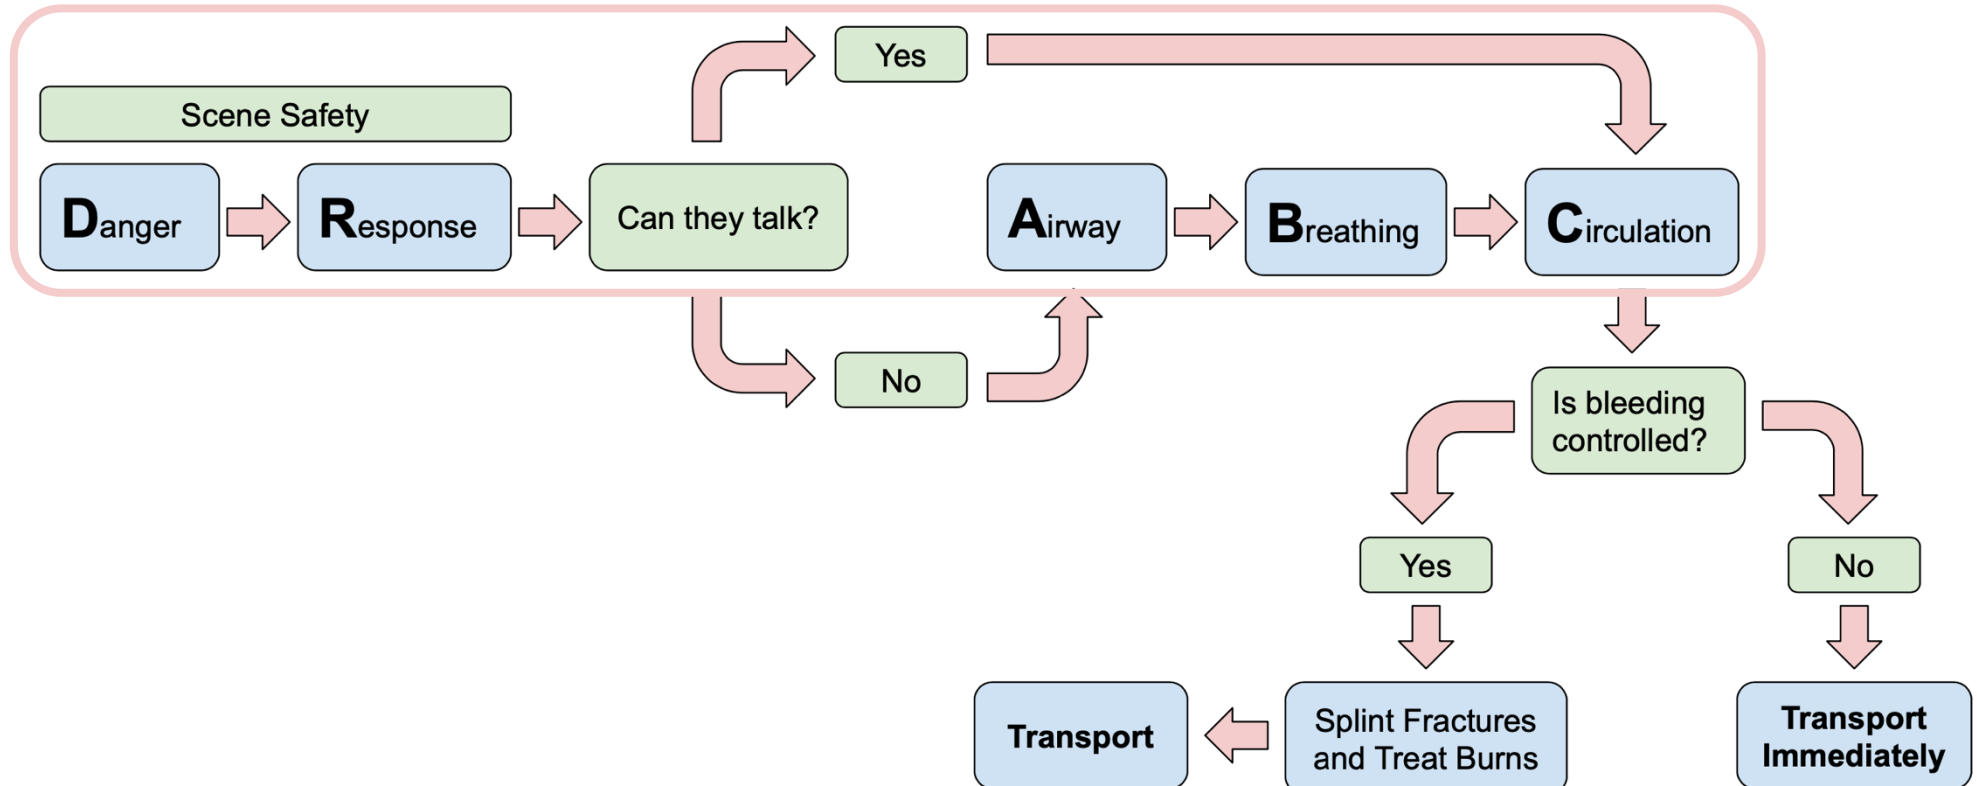 Yes
Scene Safety
Danger
Response
Can they talk?
Airway
Breathing
Circulation
No
Is bleeding
controlled?
Yes
No
Transport
Splint Fractures
and Treat Burns
Transport
Immediately